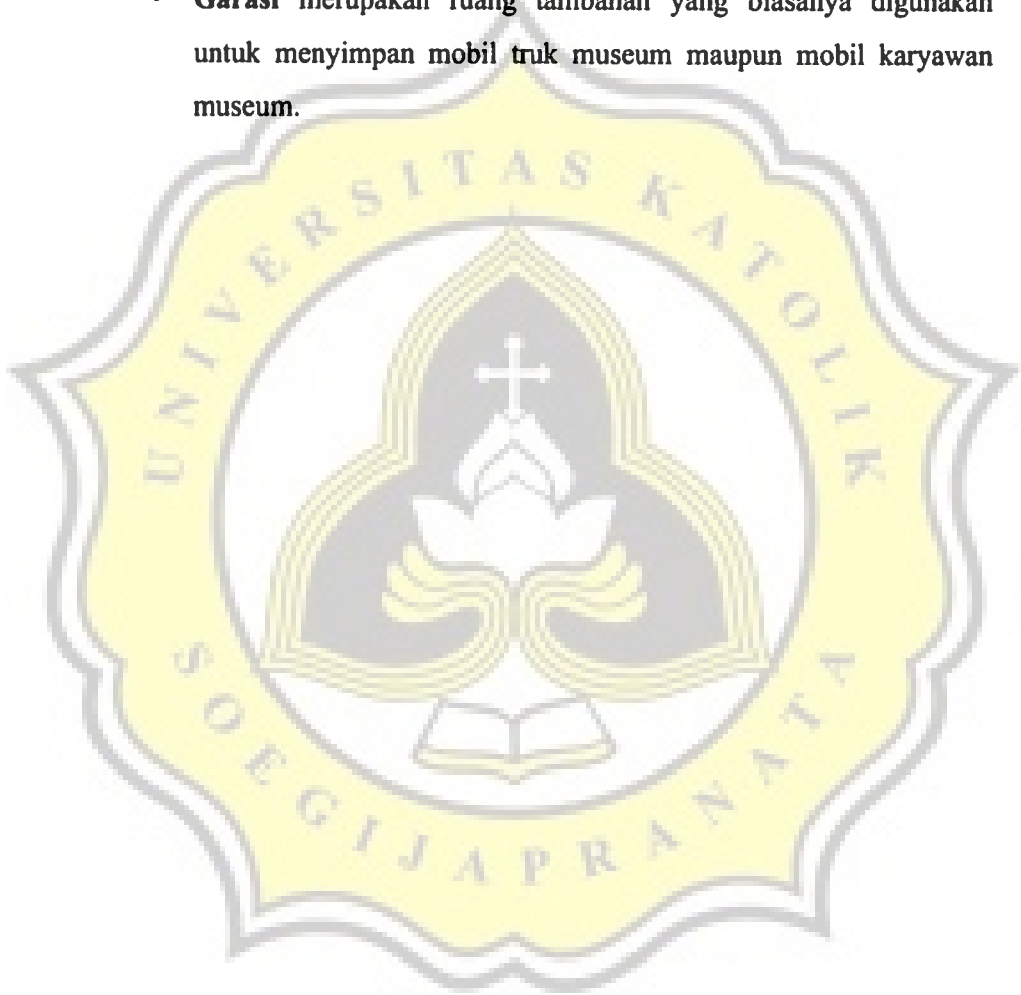 • Garasi merupakan ruang tambahan yang biasanya digunakan
untuk menyimpan mobil truk museum maupun mobil karyawan
museum.
UNIVERSITAS KATOLIK
SOEGIJAPRANATA